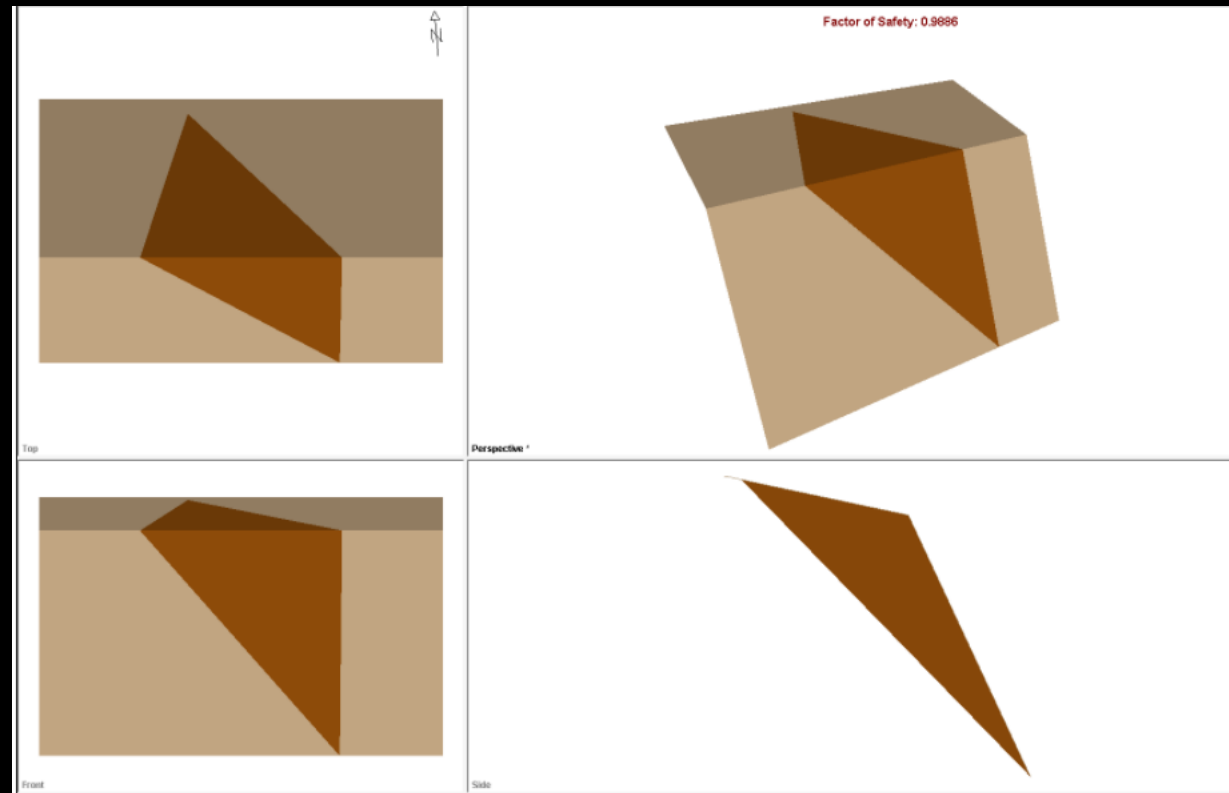 N
Factor of Safety: 0.9886
Top
Perspective *
Front
Side